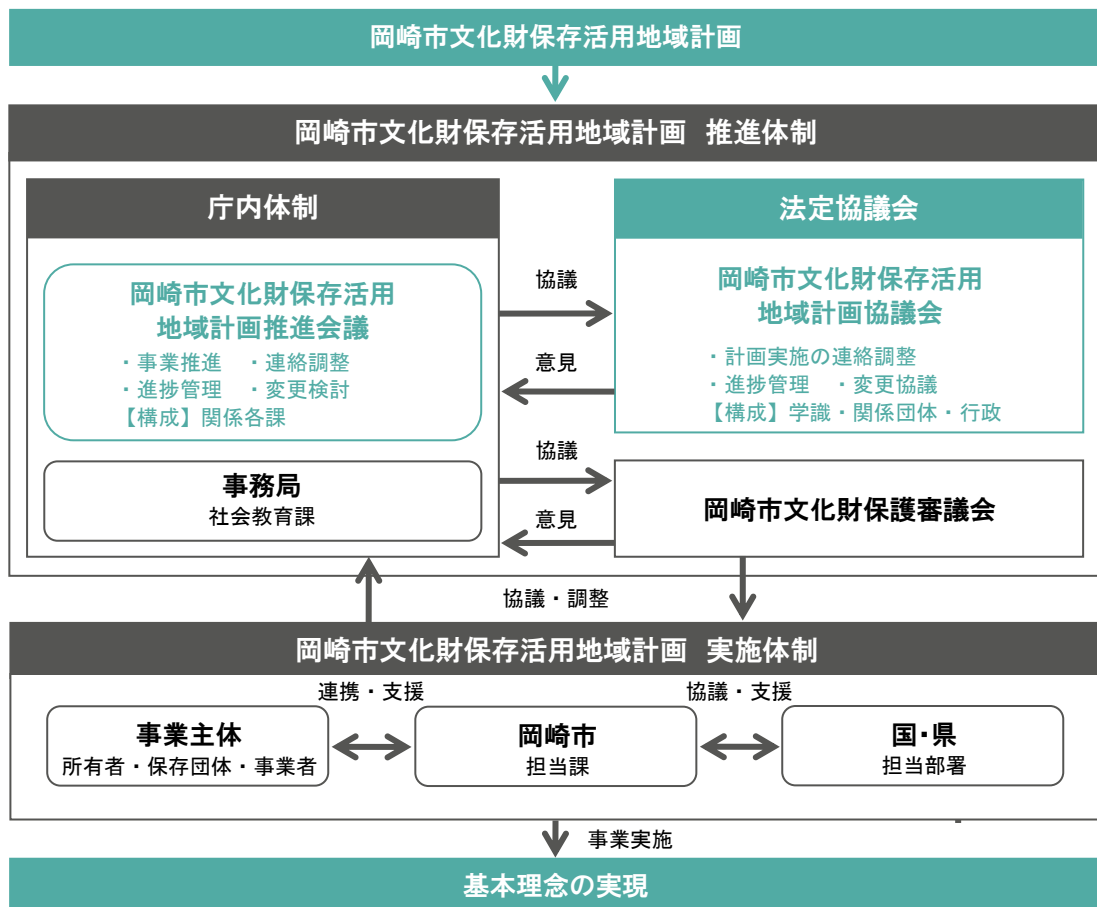 岡崎市文化財保存活用地域計画
岡崎市文化財保存活用地域計画 推進体制
庁内体制
岡崎市文化財保存活用
地域計画推進会議
・事業推進 ・連絡調整
・進捗管理 ・変更検討
【構成】関係各課
事務局
社会教育課
協議
意見
協議
意見
法定協議会
岡崎市文化財保存活用
地域計画協議会
・計画実施の連絡調整
・進捗管理 ・変更協議
【構成】学識・関係団体・行政
岡崎市文化財保護審議会
協議・調整
岡崎市文化財保存活用地域計画 実施体制
連携・支援
協議・支援
事業主体
所有者・保存団体・事業者
岡崎市
担当課
国・県
担当部署
事業実施
基本理念の実現